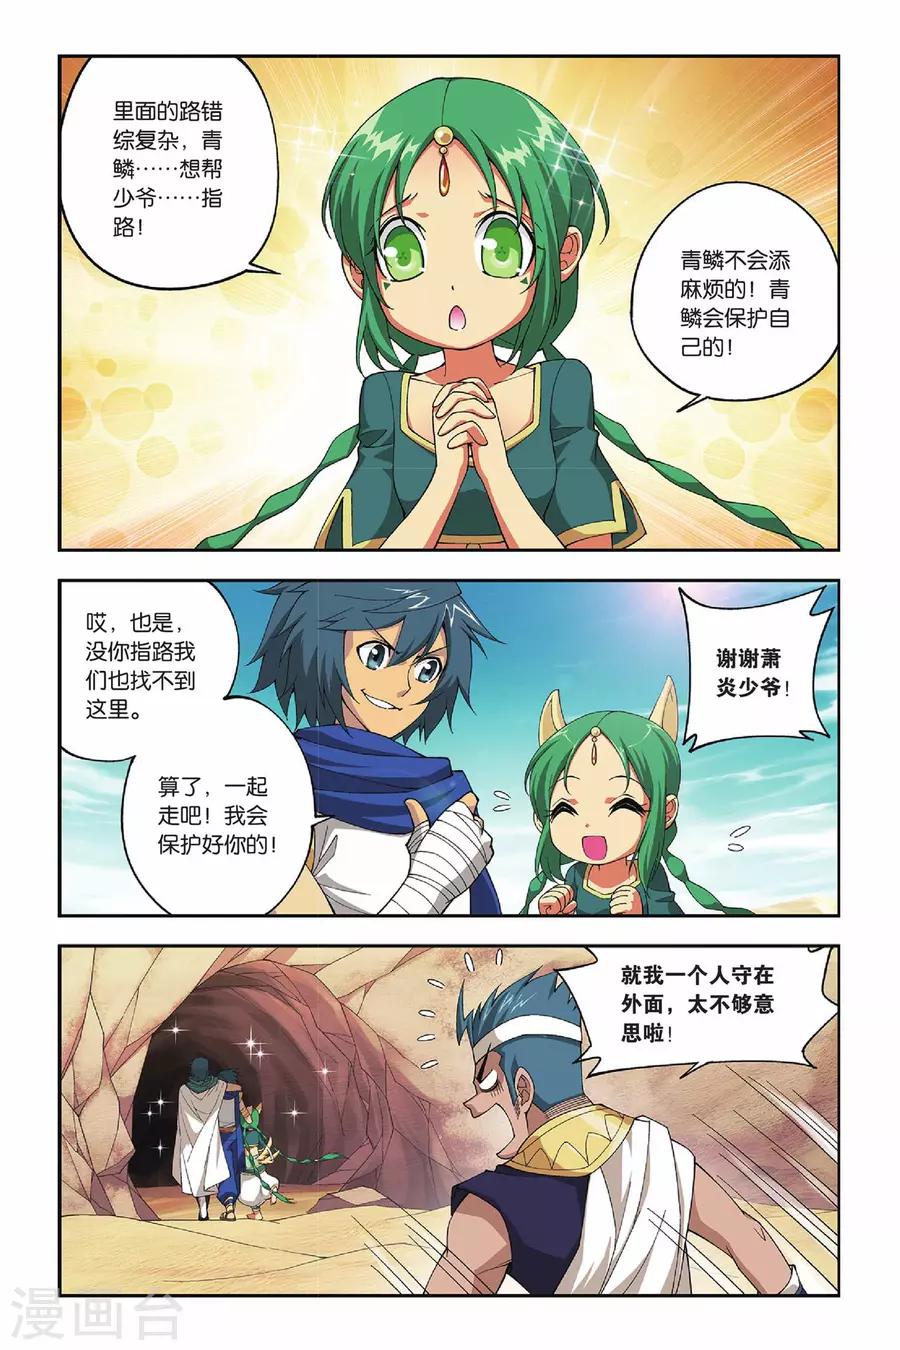 里面的路错
综复杂，青
鳞……想帮
少爷……指
路！
青鳞不会添
麻烦的！青
鳞会保护自
己的！
哎，也是，
没你指路我
们也找不到
这里。
算了，一起
走吧！我会
保护好你的！
谢谢萧
炎少爷！
就我一个人守在
外面，太不够意
思啦！
漫画台